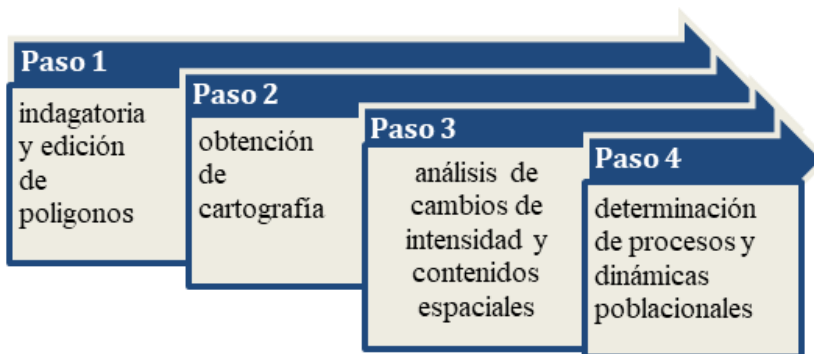 Paso 1
indagatoria
y edición
de
poligonos
Paso 2
obtención
de
cartografía
Paso 3
análisis de
cambios de
intensidad y
contenidos
espaciales
Paso 4
determinación
de procesos y
dinámicas
poblacionales